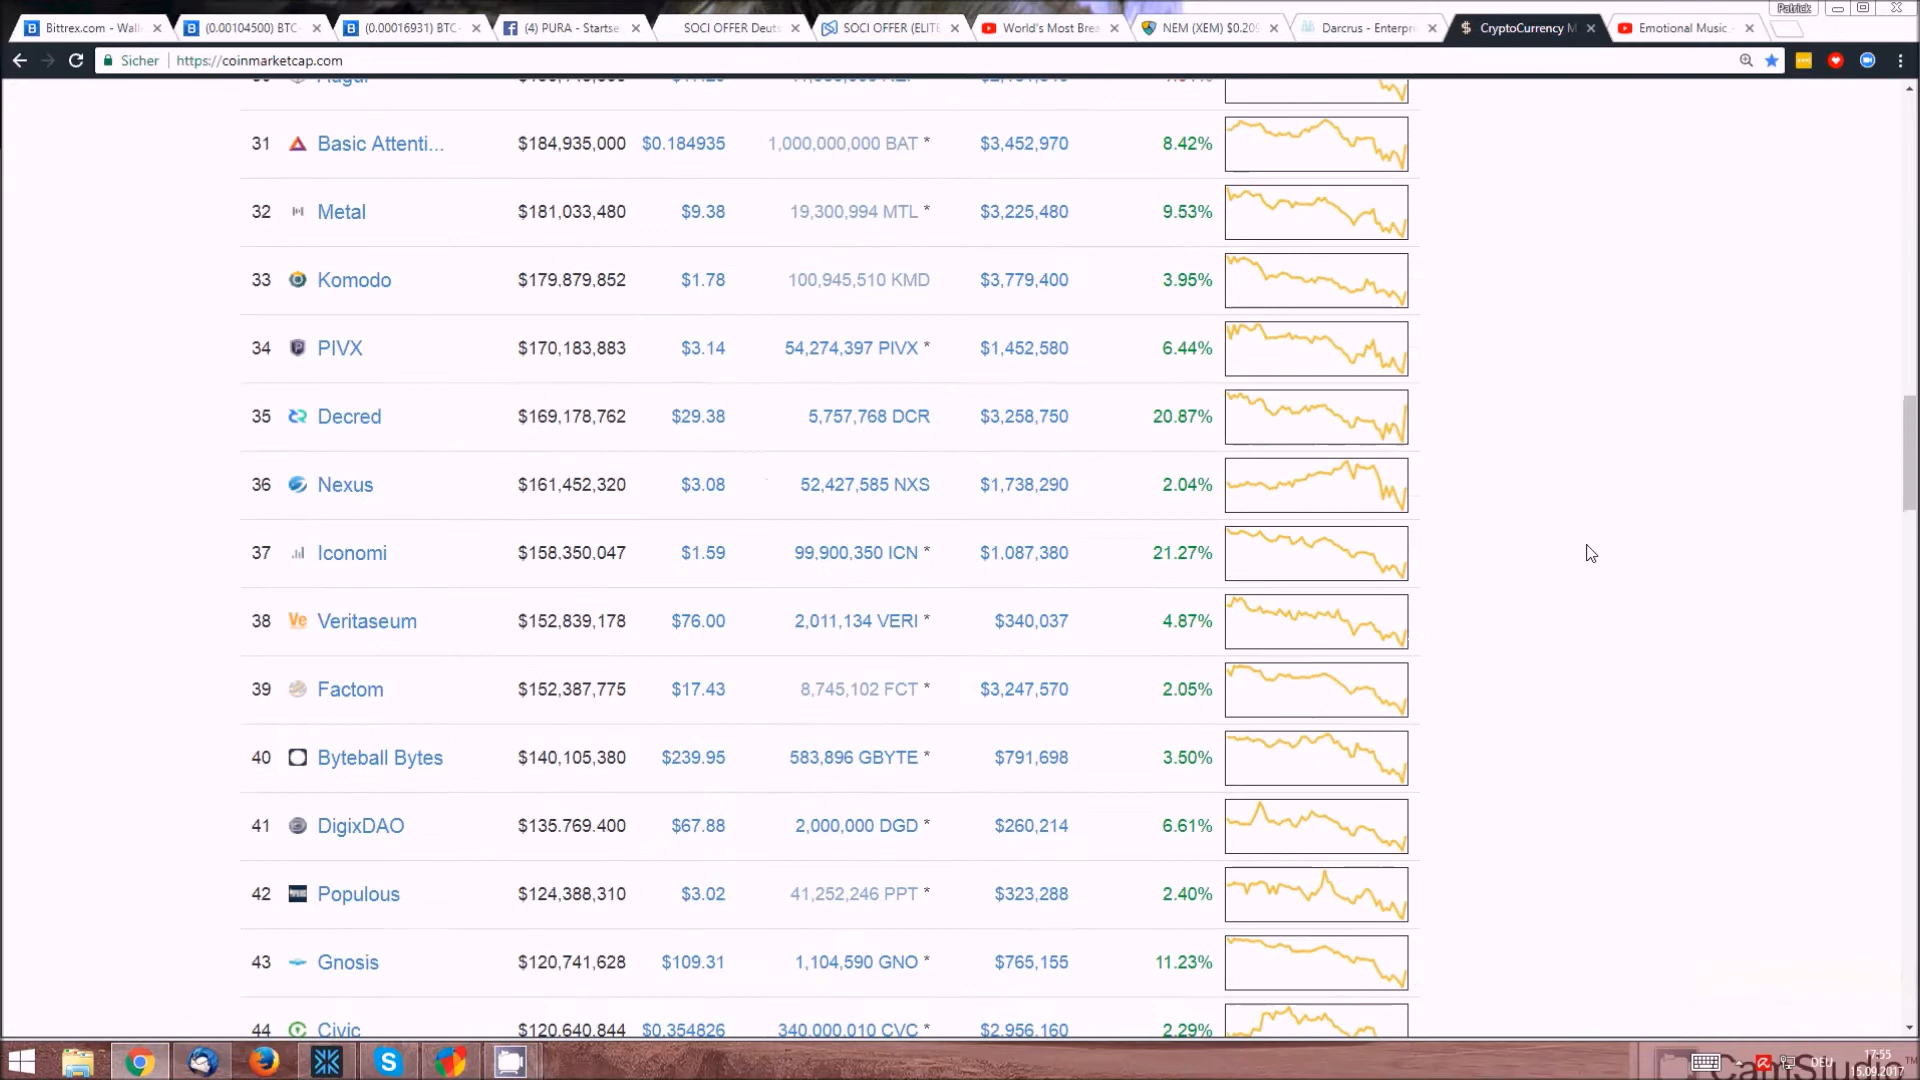 Patrick
Bittrex.com - Wall
(0.00104500) BTC-
(0.00016931) BTC-
(4) PURA - Startse
SOCI OFFER Deuts
SOCI OFFER (ELITE
World's Most Brea
NEM (XEM) $0.209
Darcrus - Enterpr
CryptoCurrency M
Emotional Music -
Sicher https://coinmarketcap.com
31 Basic Attenti... $184,935,000 $0.184935 1,000,000,000 BAT * $3,452,970 8.42%
32 Metal $181,033,480 $9.38 19,300,994 MTL * $3,225,480 9.53%
33 Komodo $179,879,852 $1.78 100,945,510 KMD $3,779,400 3.95%
34 PIVX $170,183,883 $3.14 54,274,397 PIVX * $1,452,580 6.44%
35 Decred $169,178,762 $29.38 5,757,768 DCR $3,258,750 20.87%
36 Nexus $161,452,320 $3.08 52,427,585 NXS $1,738,290 2.04%
37 Iconomi $158,350,047 $1.59 99,900,350 ICN * $1,087,380 21.27%
38 Ve Veritaseum $152,839,178 $76.00 2,011,134 VERI * $340,037 4.87%
39 Factom $152,387,775 $17.43 8,745,102 FCT * $3,247,570 2.05%
40 Byteball Bytes $140,105,380 $239.95 583,896 GBYTE * $791,698 3.50%
41 DigixDAO $135.769.400 $67.88 2,000,000 DGD * $260,214 6.61%
42 Populous $124,388,310 $3.02 41,252,246 PPT * $323,288 2.40%
43 Gnosis $120,741,628 $109.31 1,104,590 GNO * $765,155 11.23%
44 Civic $120,640,844 $0.354826 340,000,010 CVC * $2,956,160 2.29%
DEU
17:55
15.09.2017
CamStudio™